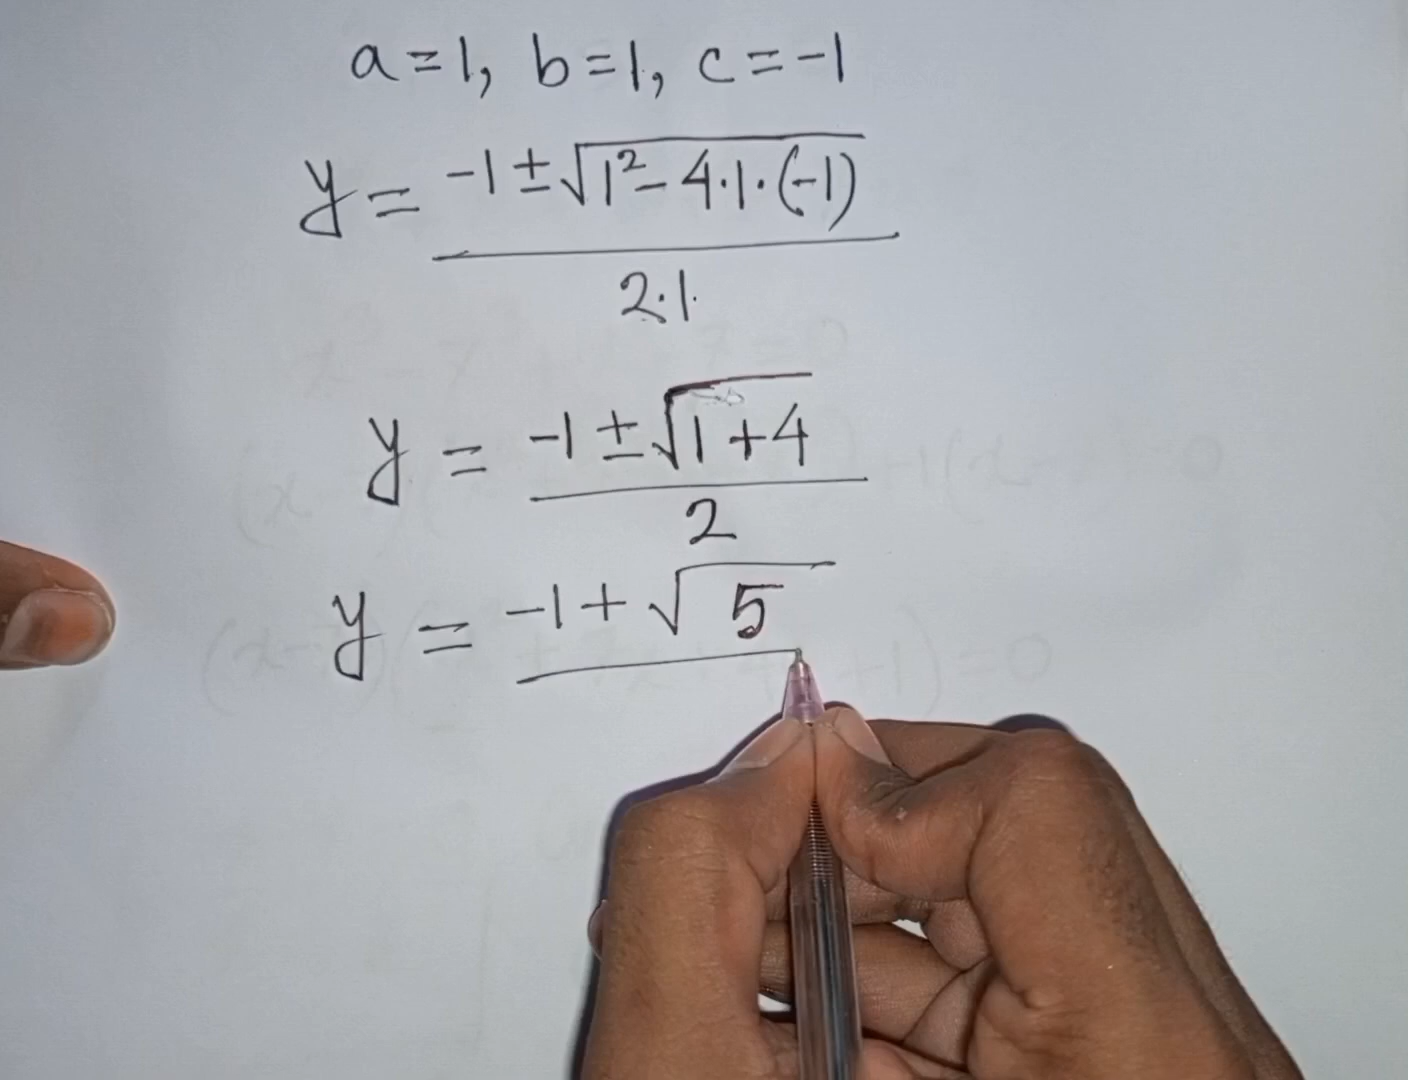 a=1, b=1, c=-1
y = -1 ± √1² - 4·1·(-1)
2·1
y = -1 ± √1+4
2
y = -1+√5